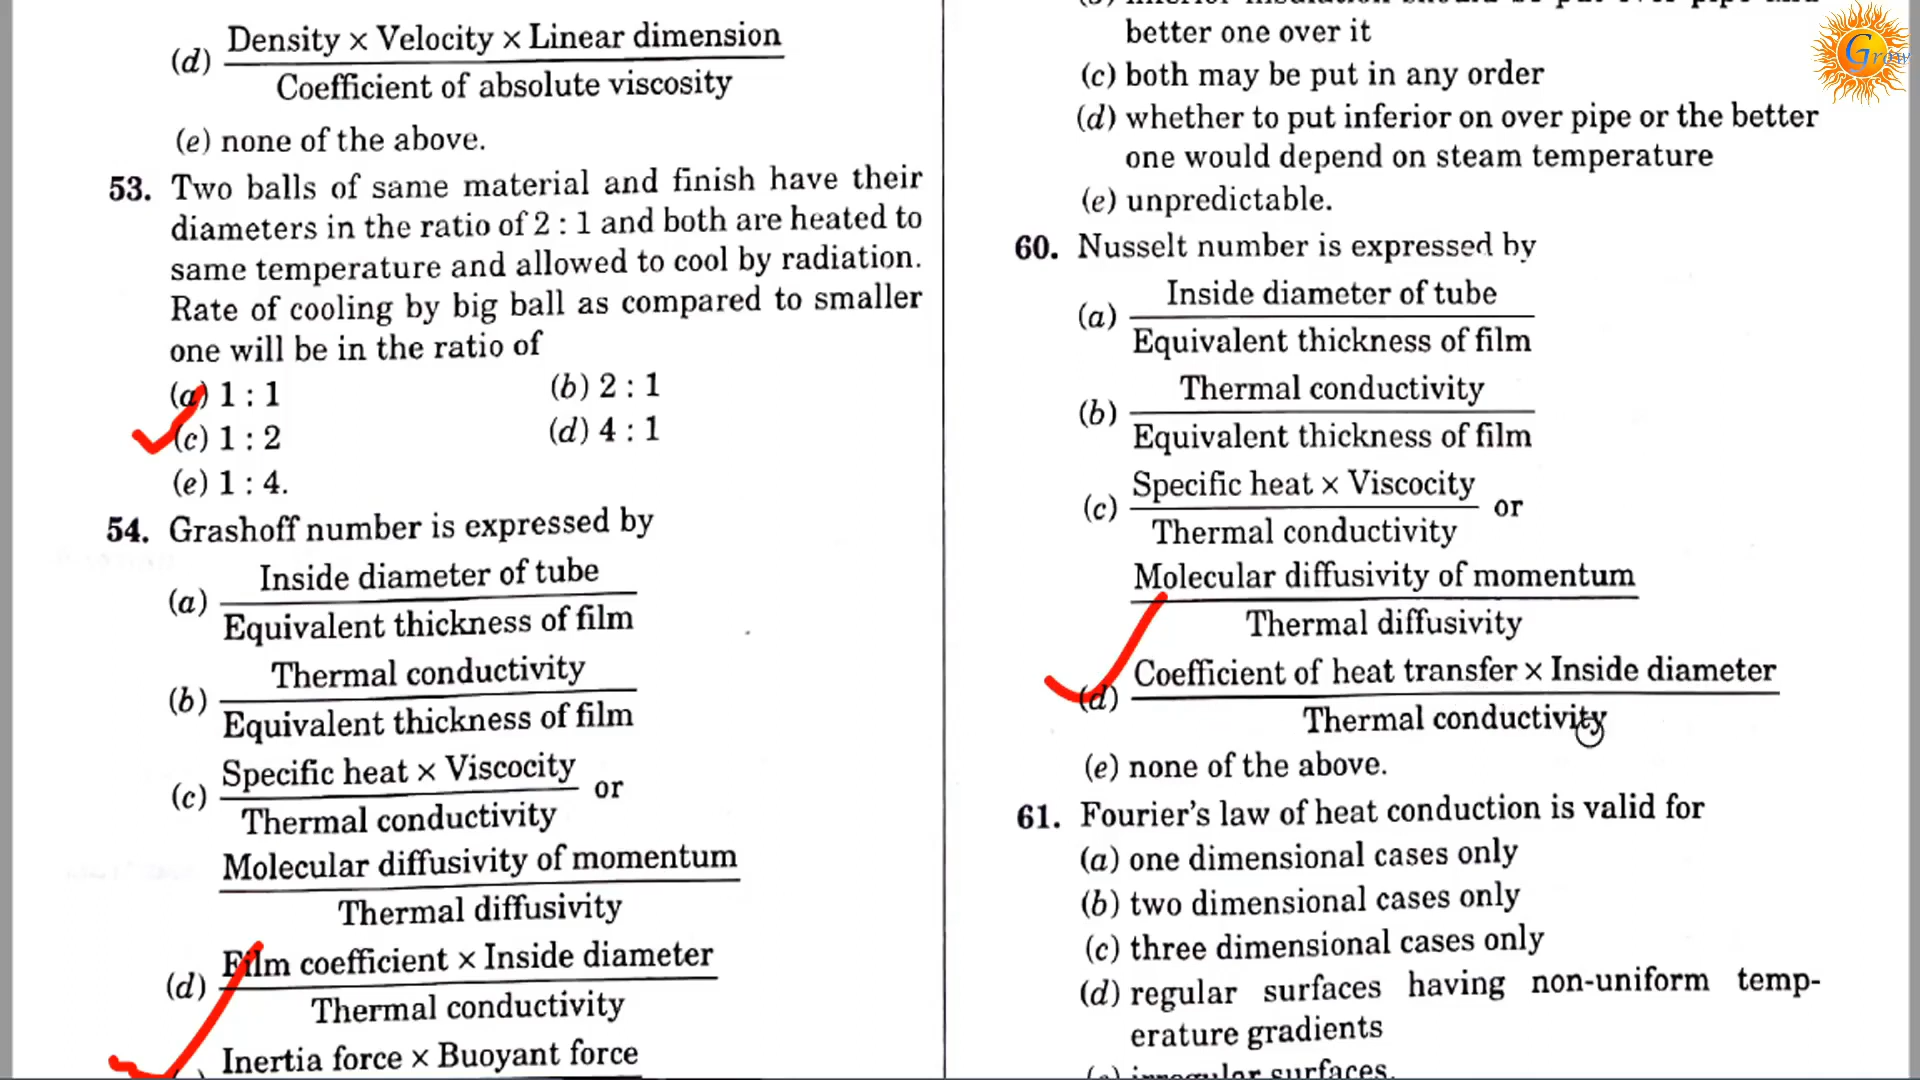 (d) Density × Velocity × Linear dimension
Coefficient of absolute viscosity
(e) none of the above.
53. Two balls of same material and finish have their
diameters in the ratio of 2 : 1 and both are heated to
same temperature and allowed to cool by radiation.
Rate of cooling by big ball as compared to smaller
one will be in the ratio of
(a) 1 : 1 (b) 2 : 1
(c) 1 : 2 (d) 4 : 1
(e) 1 : 4.
54. Grashoff number is expressed by
(a) Inside diameter of tube
Equivalent thickness of film
(b) Thermal conductivity
Equivalent thickness of film
(c) Specific heat × Viscocity or
Thermal conductivity
Molecular diffusivity of momentum
Thermal diffusivity
(d) Film coefficient × Inside diameter
Thermal conductivity
Inertia force × Buoyant force
better one over it
(c) both may be put in any order
(d) whether to put inferior on over pipe or the better
one would depend on steam temperature
(e) unpredictable.
60. Nusselt number is expressed by
(a) Inside diameter of tube
Equivalent thickness of film
(b) Thermal conductivity
Equivalent thickness of film
(c) Specific heat × Viscocity or
Thermal conductivity
Molecular diffusivity of momentum
Thermal diffusivity
(d) Coefficient of heat transfer × Inside diameter
Thermal conductivity
(e) none of the above.
61. Fourier's law of heat conduction is valid for
(a) one dimensional cases only
(b) two dimensional cases only
(c) three dimensional cases only
(d) regular surfaces having non-uniform temp-
erature gradients
surfaces.
Grow